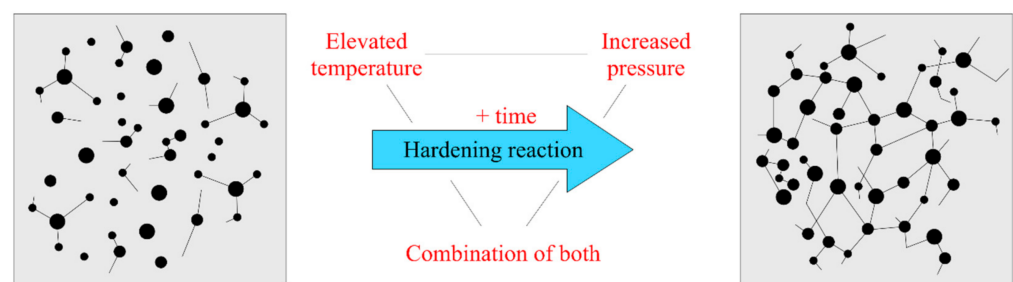 Elevated
temperature
Increased
pressure
+ time
Hardening reaction
Combination of both